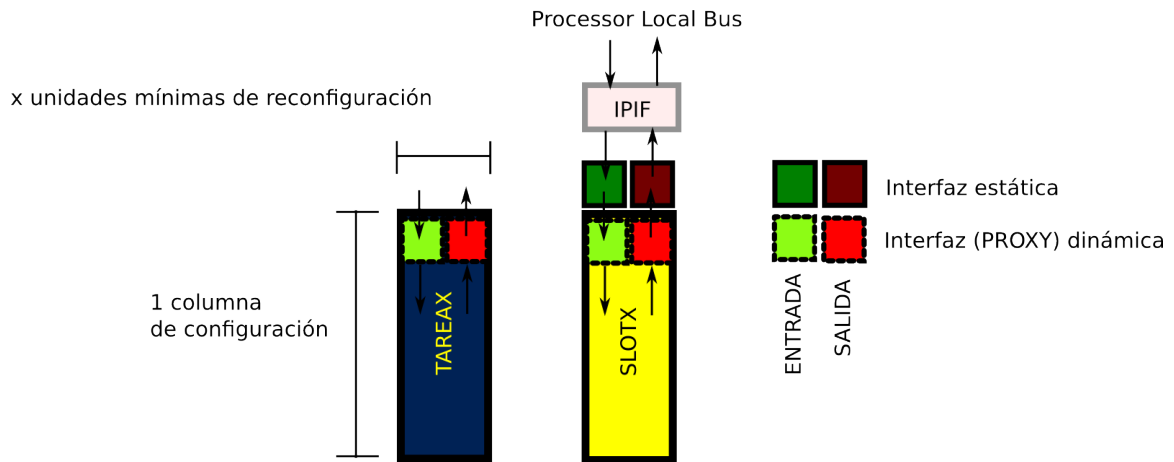 Processor Local Bus
x unidades mínimas de reconfiguración
IPIF
Interfaz estática
Interfaz (PROXY) dinámica
1 columna
de configuración
TAREAX
SLOTX
ENTRADA
SALIDA